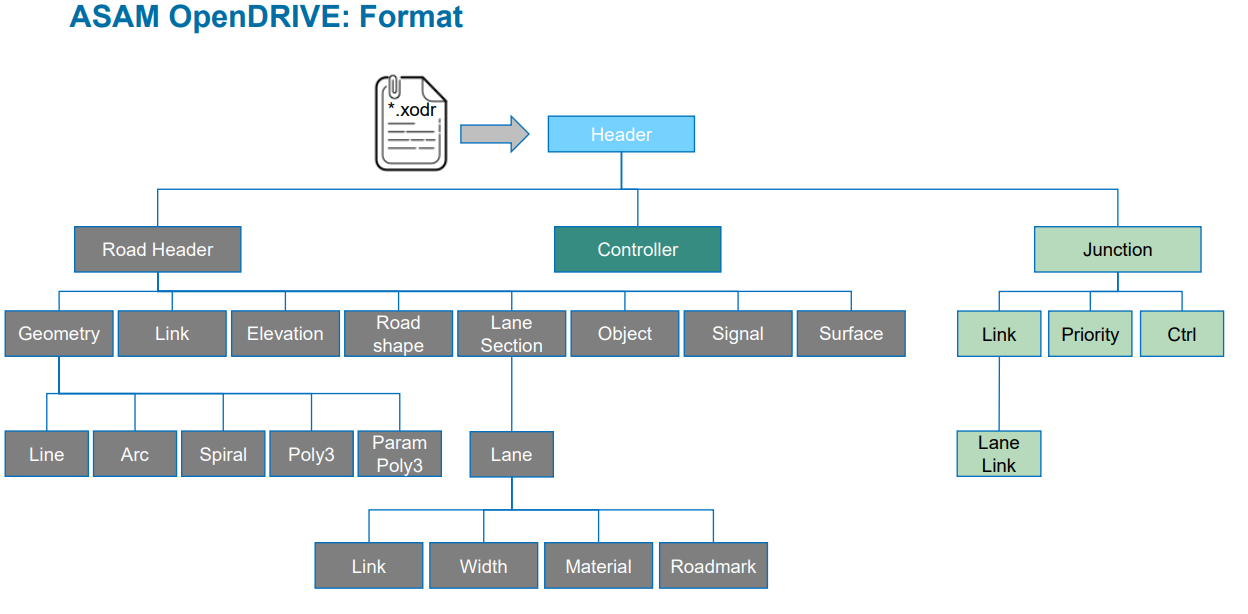 ASAM OpenDRIVE: Format
*.xodr
Header
Road Header
Controller
Junction
Geometry
Link
Elevation
Road
shape
Lane
Section
Object
Signal
Surface
Link
Priority
Ctrl
Line
Arc
Spiral
Poly3
Param
Poly3
Lane
Lane
Link
Link
Width
Material
Roadmark